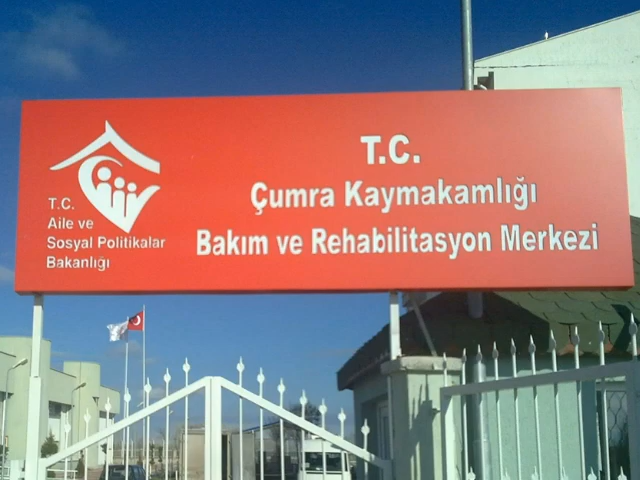 T.C.
Aile ve
Sosyal Politikalar
Bakanlığı
T.C.
Çumra Kaymakamlığı
Bakım ve Rehabilitasyon Merkezi